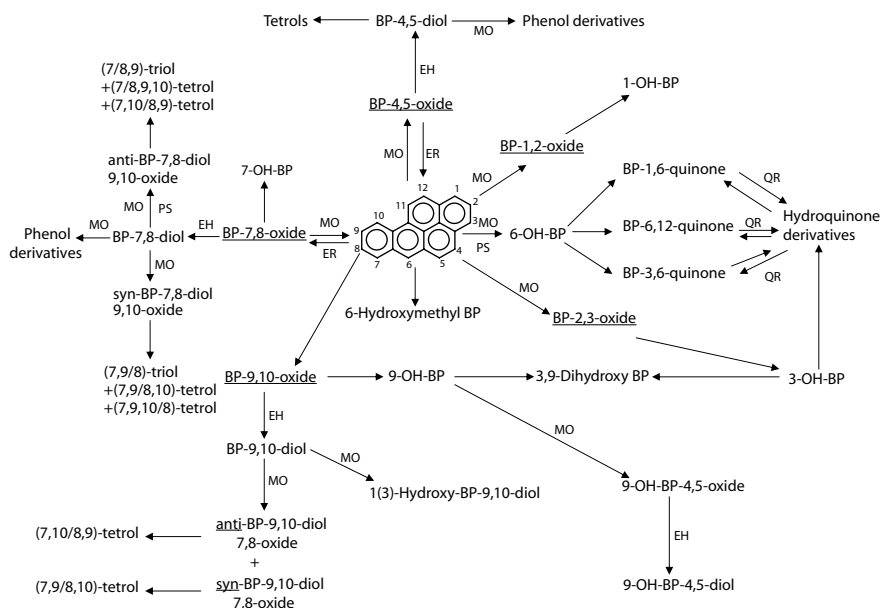 Tetrols
BP-4,5-diol
MO
Phenol derivatives
EH
(7/8,9)-triol
+(7/8,9,10)-tetrol
+(7,10/8,9)-tetrol
BP-4,5-oxide
1-OH-BP
MO
ER
BP-1,2-oxide
MO
anti-BP-7,8-diol
9,10-oxide
7-OH-BP
BP-1,6-quinone
QR
12
1
11
2
10
3
9
8
7
6
5
4
MO
PS
MO
Phenol
derivatives
BP-7,8-diol
EH
BP-7,8-oxide
MO
ER
MO
PS
6-OH-BP
BP-6,12-quinone
QR
Hydroquinone
derivatives
MO
BP-3,6-quinone
QR
syn-BP-7,8-diol
9,10-oxide
6-Hydroxymethyl BP
MO
BP-2,3-oxide
(7,9/8)-triol
+(7,9/8,10)-tetrol
+(7,9,10/8)-tetrol
BP-9,10-oxide
9-OH-BP
3,9-Dihydroxy BP
3-OH-BP
EH
MO
BP-9,10-diol
MO
MO
1(3)-Hydroxy-BP-9,10-diol
9-OH-BP-4,5-oxide
(7,10/8,9)-tetrol
anti-BP-9,10-diol
7,8-oxide
+
EH
(7,9/8,10)-tetrol
syn-BP-9,10-diol
7,8-oxide
9-OH-BP-4,5-diol